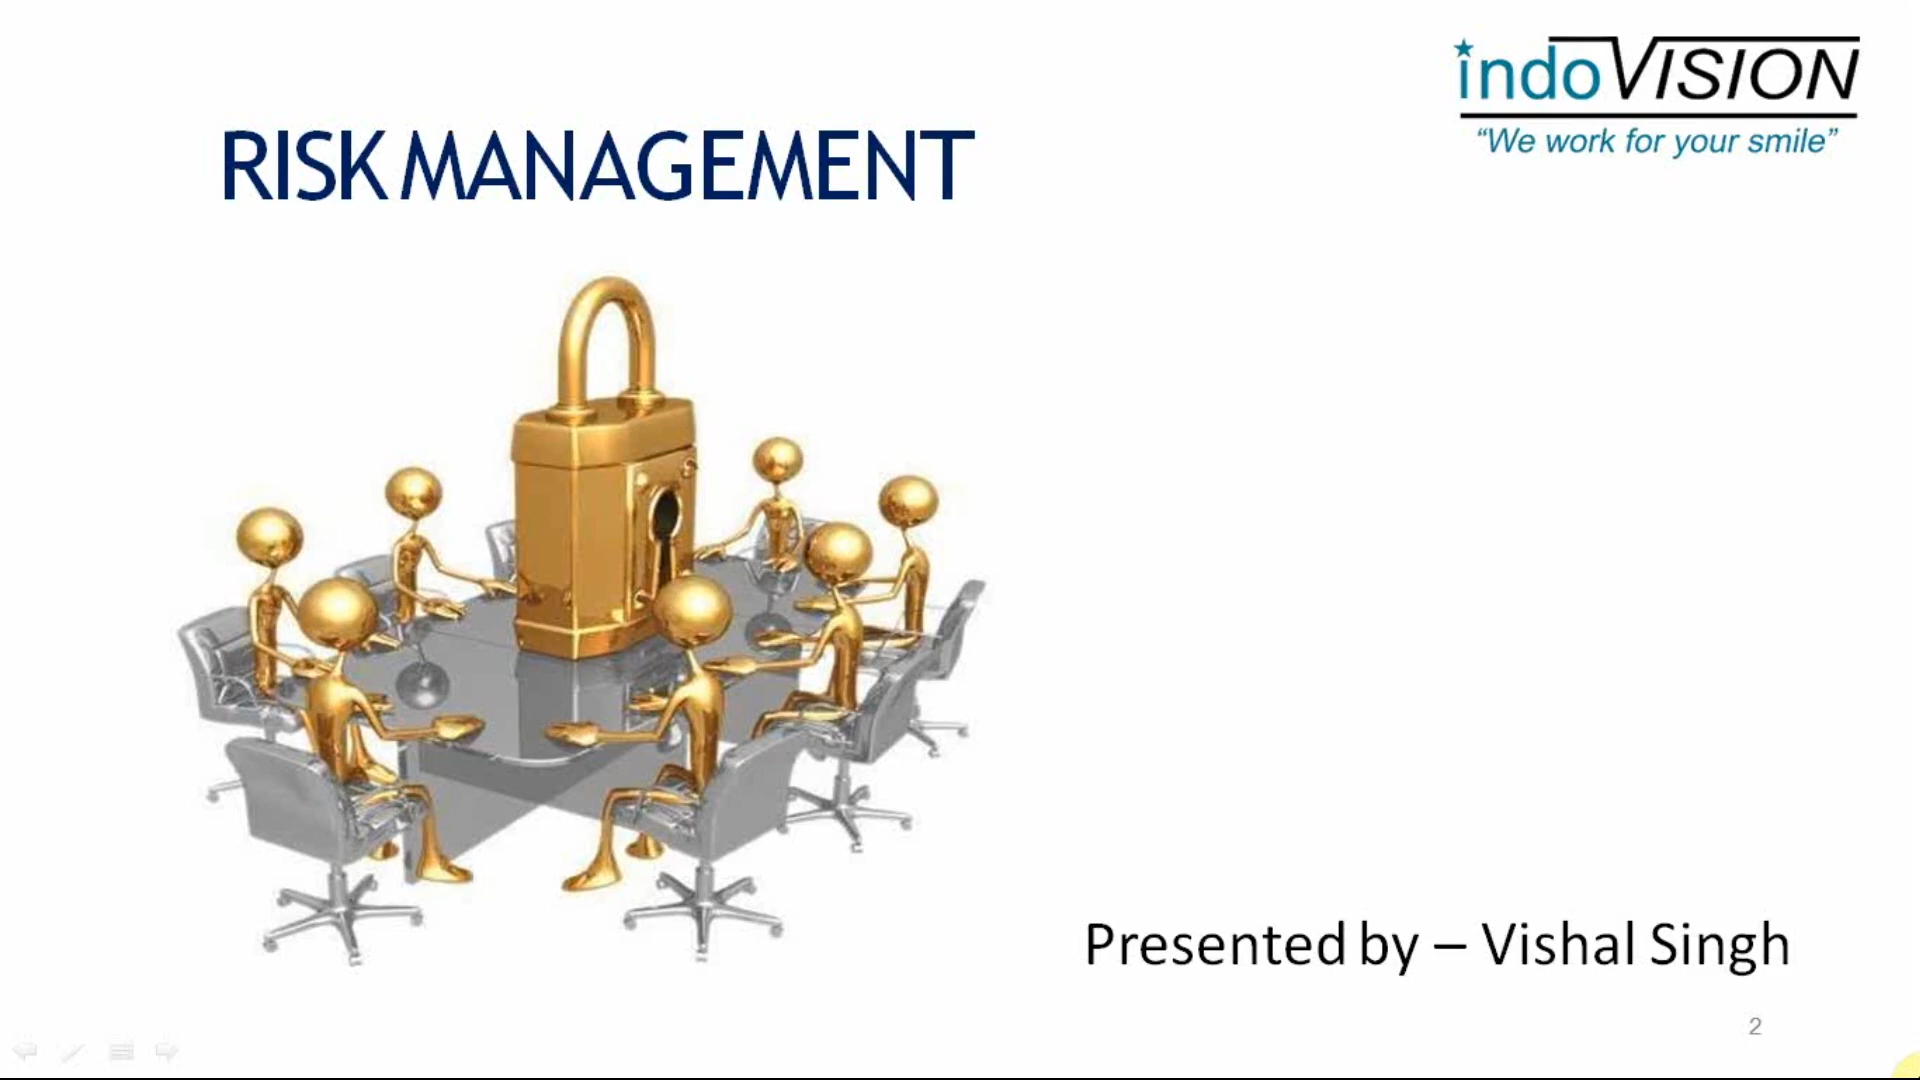 indoVISION
“We work for your smile”
RISK MANAGEMENT
Presented by – Vishal Singh
2